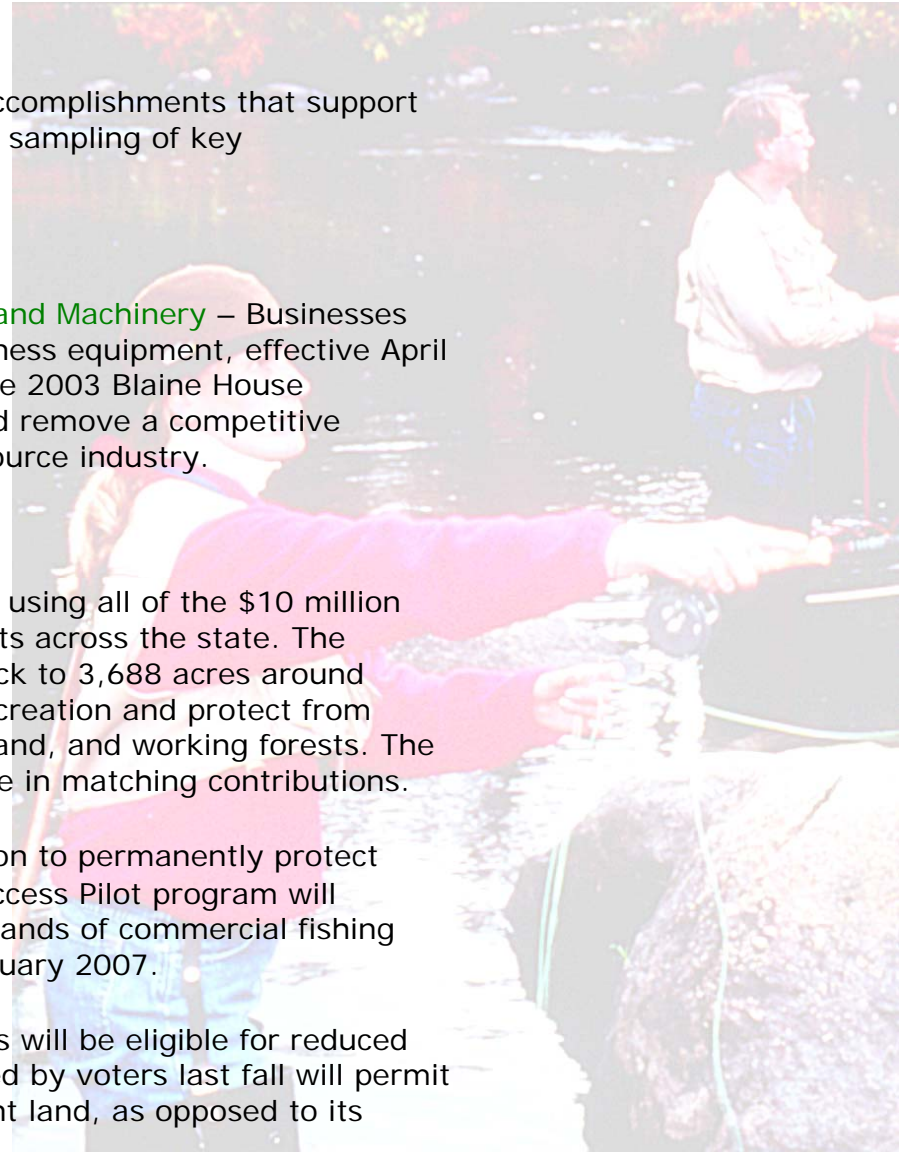 ccomplishments that support
sampling of key
and Machinery – Businesses
ness equipment, effective April
e 2003 Blaine House
d remove a competitive
ource industry.
using all of the $10 million
ts across the state. The
ck to 3,688 acres around
creation and protect from
and, and working forests. The
e in matching contributions.
on to permanently protect
ccess Pilot program will
ands of commercial fishing
uary 2007.
s will be eligible for reduced
ed by voters last fall will permit
nt land, as opposed to its